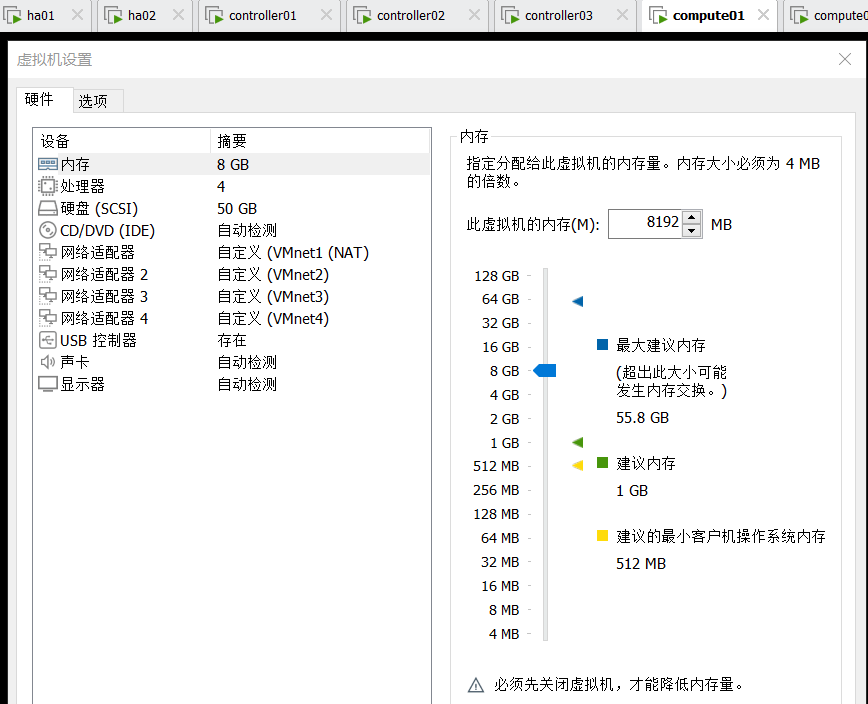 ha01
ha02
controller01
controller02
controller03
compute01
compute0
虚拟机设置
硬件
选项
设备 摘要
内存 8 GB
处理器 4
硬盘 (SCSI) 50 GB
CD/DVD (IDE) 自动检测
网络适配器 自定义 (VMnet1 (NAT)
网络适配器 2 自定义 (VMnet2)
网络适配器 3 自定义 (VMnet3)
网络适配器 4 自定义 (VMnet4)
USB 控制器 存在
声卡 自动检测
显示器 自动检测
内存
指定分配给此虚拟机的内存量。内存大小必须为 4 MB
的倍数。
此虚拟机的内存(M): 8192 MB
128 GB
64 GB
32 GB
16 GB
8 GB
4 GB
2 GB
1 GB
512 MB
256 MB
128 MB
64 MB
32 MB
16 MB
8 MB
4 MB
最大建议内存
(超出此大小可能
发生内存交换。)
55.8 GB
建议内存
1 GB
建议的最小客户机操作系统内存
512 MB
必须先关闭虚拟机，才能降低内存量。